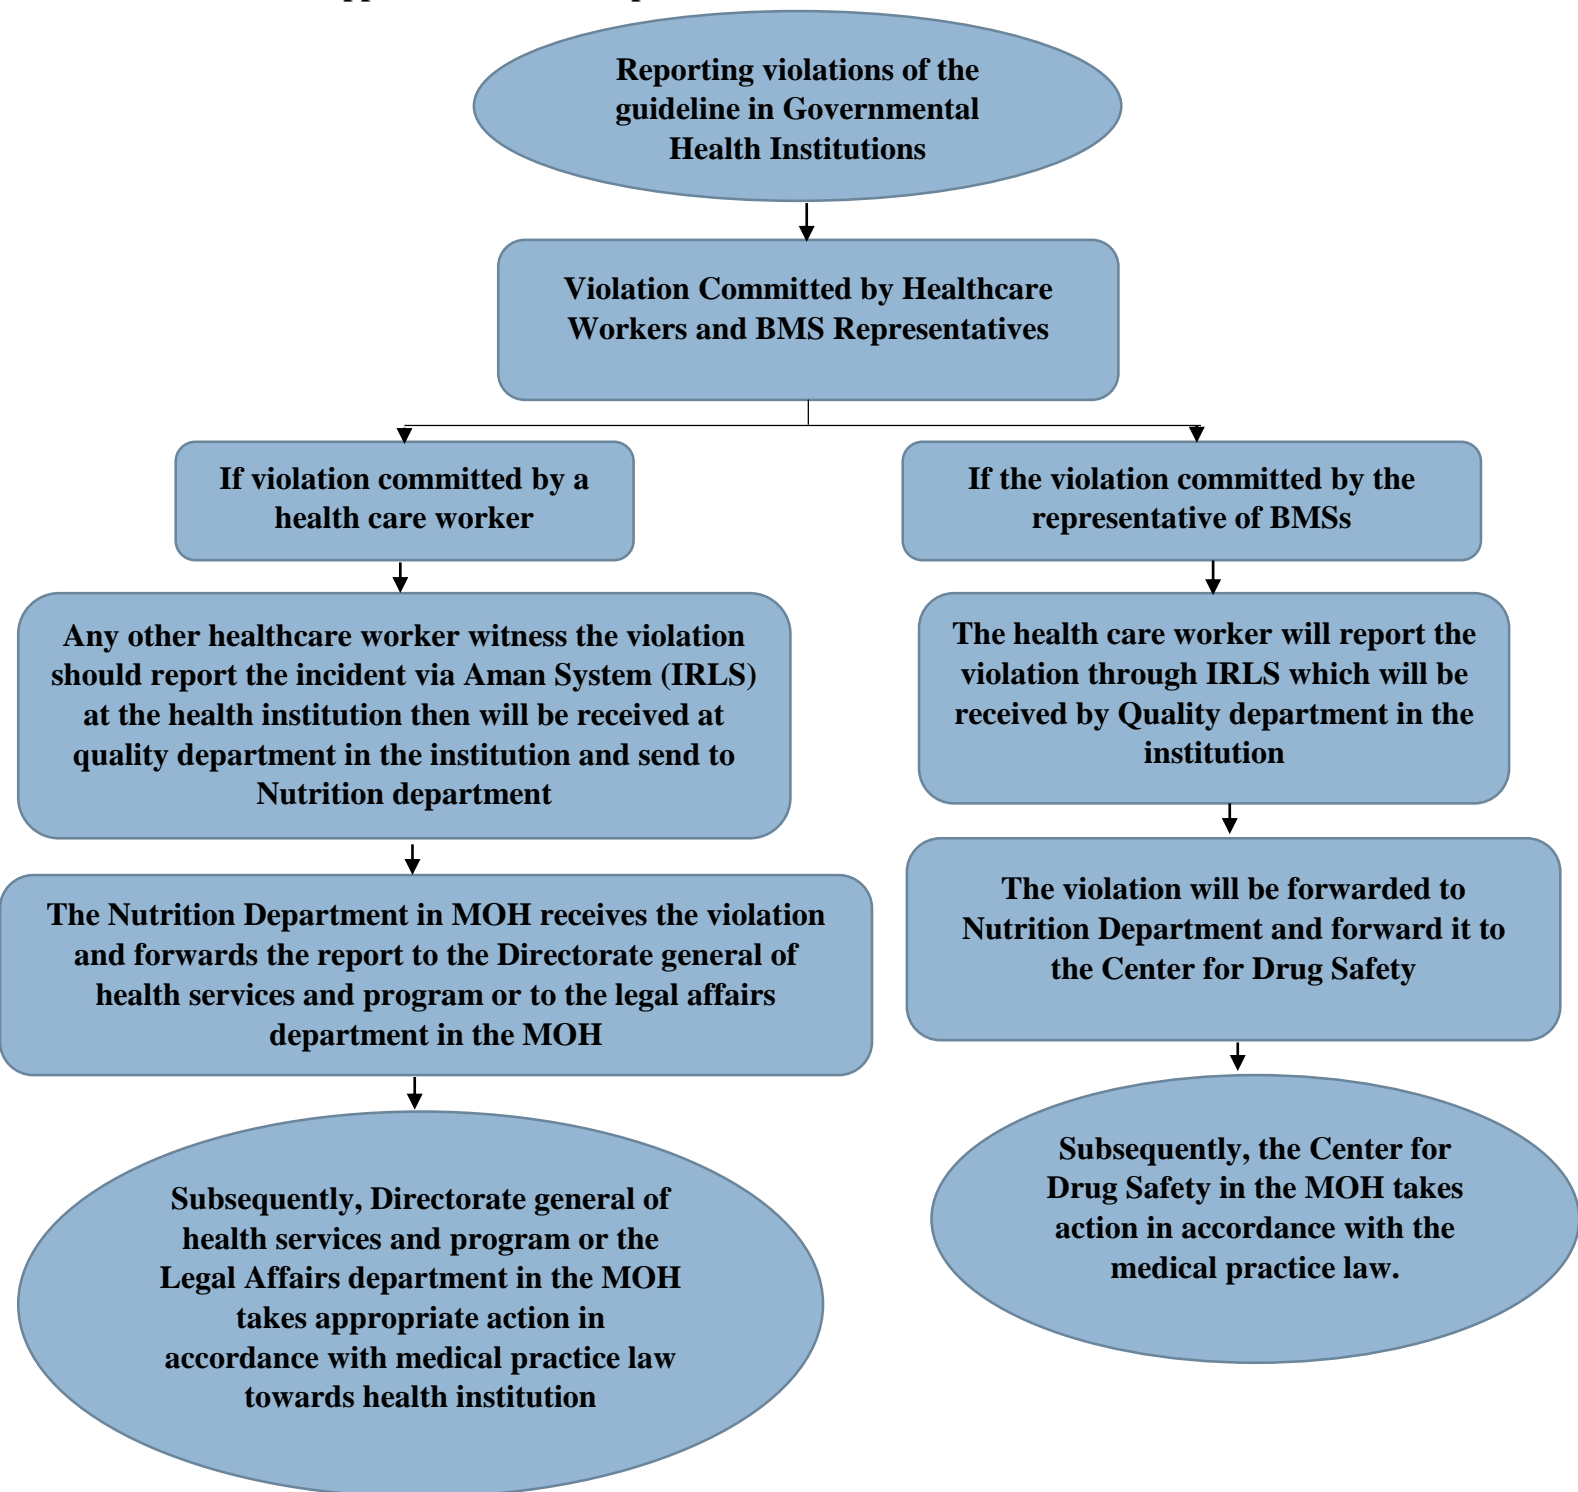 Reporting violations of the
guideline in Governmental
Health Institutions
Violation Committed by Healthcare
Workers and BMS Representatives
If violation committed by a
health care worker
If the violation committed by the
representative of BMSs
Any other healthcare worker witness the violation
should report the incident via Aman System (IRLS)
at the health institution then will be received at
quality department in the institution and send to
Nutrition department
The health care worker will report the
violation through IRLS which will be
received by Quality department in the
institution
The Nutrition Department in MOH receives the violation
and forwards the report to the Directorate general of
health services and program or to the legal affairs
department in the MOH
The violation will be forwarded to
Nutrition Department and forward it to
the Center for Drug Safety
Subsequently, Directorate general of
health services and program or the
Legal Affairs department in the MOH
takes appropriate action in
accordance with medical practice law
towards health institution
Subsequently, the Center for
Drug Safety in the MOH takes
action in accordance with the
medical practice law.